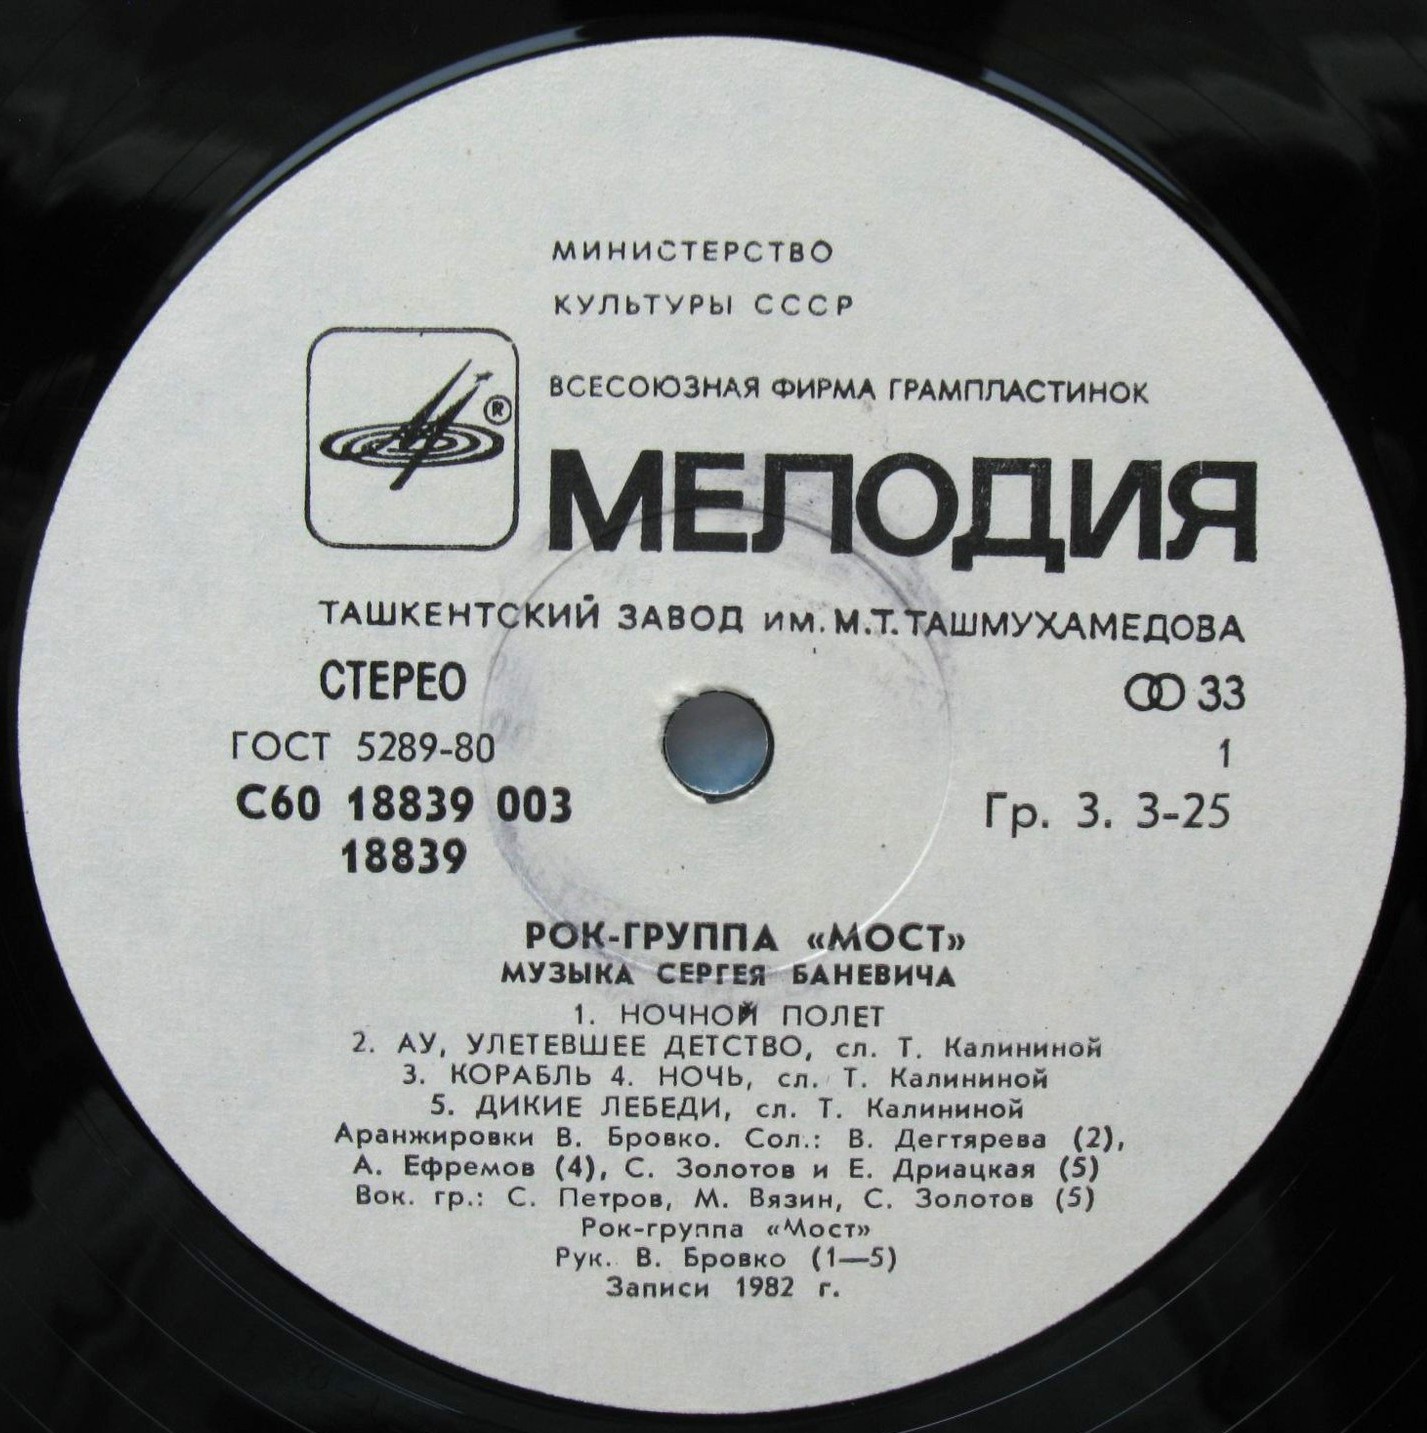 МИНИСТЕРСТВО
КУЛЬТУРЫ СССР
ВСЕСОЮЗНАЯ ФИРМА ГРАМПЛАСТИНОК
®
МЕЛОДИЯ
ТАШКЕНТСКИЙ ЗАВОД ИМ. М.Т. ТАШМУХАМЕДОВА
СТЕРЕО 33
ГОСТ 5289-80 1
С60 18839 003 Гр. 3. 3-25
18839
РОК-ГРУППА «МОСТ»
МУЗЫКА СЕРГЕЯ БАНЕВИЧА
1. НОЧНОЙ ПОЛЕТ
2. АУ, УЛЕТЕВШЕЕ ДЕТСТВО, сл. Т. Калининой
3. КОРАБЛЬ 4. НОЧЬ, сл. Т. Калининой
5. ДИКИЕ ЛЕБЕДИ, сл. Т. Калининой
Аранжировки В. Бровко. Сол.: В. Дегтярева (2),
А. Ефремов (4), С. Золотов и Е. Дриацкая (5)
Вок. гр.: С. Петров, М. Вязин, С. Золотов (5)
Рок-группа «Мост»
Рук. В. Бровко (1—5)
Записи 1982 г.